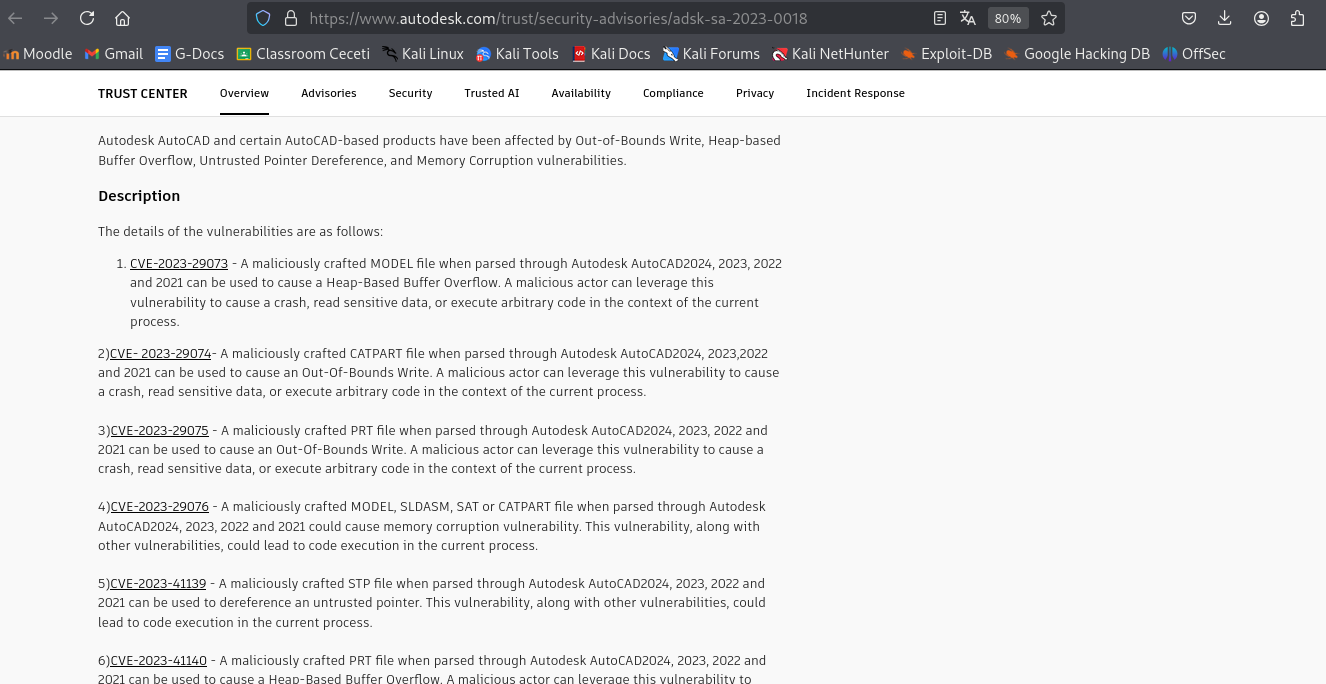 https://www.autodesk.com/trust/security-advisories/adsk-sa-2023-0018
80%
Moodle Gmail G-Docs Classroom Ceceti Kali Linux Kali Tools Kali Docs Kali Forums Kali NetHunter Exploit-DB Google Hacking DB OffSec
TRUST CENTER Overview Advisories Security Trusted AI Availability Compliance Privacy Incident Response
Autodesk AutoCAD and certain AutoCAD-based products have been affected by Out-of-Bounds Write, Heap-based
Buffer Overflow, Untrusted Pointer Dereference, and Memory Corruption vulnerabilities.
Description
The details of the vulnerabilities are as follows:
1. CVE-2023-29073 - A maliciously crafted MODEL file when parsed through Autodesk AutoCAD2024, 2023, 2022
and 2021 can be used to cause a Heap-Based Buffer Overflow. A malicious actor can leverage this
vulnerability to cause a crash, read sensitive data, or execute arbitrary code in the context of the current
process.
2)CVE- 2023-29074- A maliciously crafted CATPART file when parsed through Autodesk AutoCAD2024, 2023,2022
and 2021 can be used to cause an Out-Of-Bounds Write. A malicious actor can leverage this vulnerability to cause
a crash, read sensitive data, or execute arbitrary code in the context of the current process.
3)CVE-2023-29075 - A maliciously crafted PRT file when parsed through Autodesk AutoCAD2024, 2023, 2022 and
2021 can be used to cause an Out-Of-Bounds Write. A malicious actor can leverage this vulnerability to cause a
crash, read sensitive data, or execute arbitrary code in the context of the current process.
4)CVE-2023-29076 - A maliciously crafted MODEL, SLDASM, SAT or CATPART file when parsed through Autodesk
AutoCAD2024, 2023, 2022 and 2021 could cause memory corruption vulnerability. This vulnerability, along with
other vulnerabilities, could lead to code execution in the current process.
5)CVE-2023-41139 - A maliciously crafted STP file when parsed through Autodesk AutoCAD2024, 2023, 2022 and
2021 can be used to dereference an untrusted pointer. This vulnerability, along with other vulnerabilities, could
lead to code execution in the current process.
6)CVE-2023-41140 - A maliciously crafted PRT file when parsed through Autodesk AutoCAD2024, 2023, 2022 and
2021 can be used to cause a Heap-Based Buffer Overflow. A malicious actor can leverage this vulnerability to